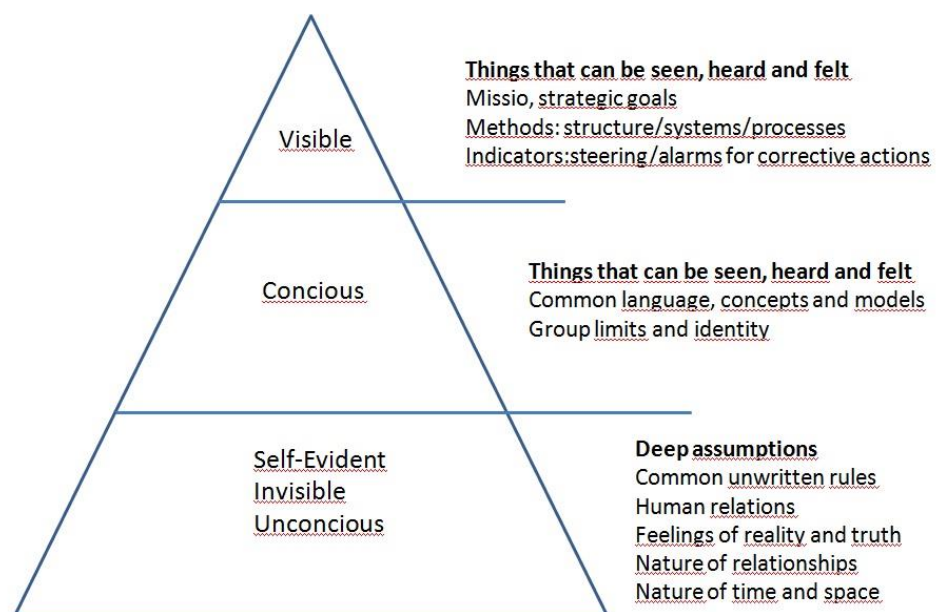 Visible
Things that can be seen, heard and felt
Missio, strategic goals
Methods: structure/systems/processes
Indicators:steering/alarms for corrective actions
Concious
Things that can be seen, heard and felt
Common language, concepts and models
Group limits and identity
Self-Evident
Invisible
Unconcious
Deep assumptions
Common unwritten rules
Human relations
Feelings of reality and truth
Nature of relationships
Nature of time and space